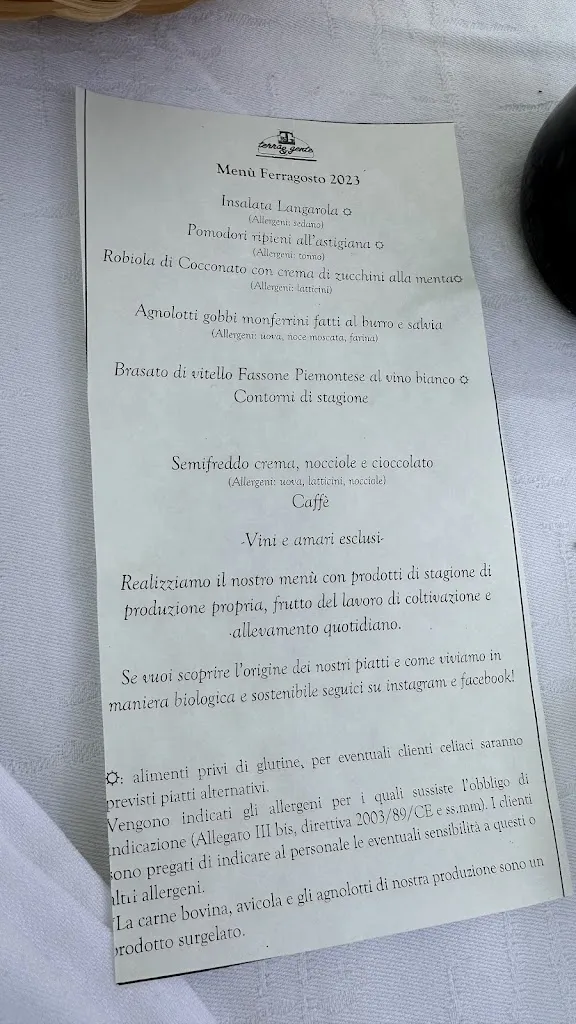 terra e gente
Menù Ferragosto 2023
Insalata Langarola ✡
(Allergeni: sedano)
Pomodori ripieni all'astigiana ✡
(Allergeni: tonno)
Robiola di Cocconato con crema di zucchini alla menta✡
(Allergeni: latticini)
Agnolotti gobbi monferrini fatti al burro e salvia
(Allergeni: uova, noce moscata, farina)
Brasato di vitello Fassone Piemontese al vino bianco ✡
Contorni di stagione
Semifreddo crema, nocciole e cioccolato
(Allergeni: uova, latticini, nocciole)
Caffè
-Vini e amari esclusi-
Realizziamo il nostro menù con prodotti di stagione di
produzione propria, frutto del lavoro di coltivazione e
allevamento quotidiano.
Se vuoi scoprire l'origine dei nostri piatti e come viviamo in
maniera biologica e sostenibile seguici su instagram e facebook!
✡: alimenti privi di glutine, per eventuali clienti celiaci saranno
previsti piatti alternativi.
Vengono indicati gli allergeni per i quali sussiste l'obbligo di
indicazione (Allegato III bis, direttiva 2003/89/CE e ss.mm). I clienti
sono pregati di indicare al personale le eventuali sensibilità a questi o
altri allergeni.
La carne bovina, avicola e gli agnolotti di nostra produzione sono un
prodotto surgelato.